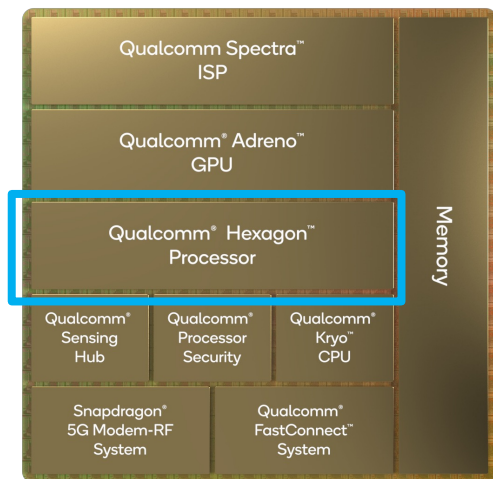 Qualcomm Spectra™
ISP
Qualcomm® Adreno™
GPU
Qualcomm® Hexagon™
Processor
Memory
Qualcomm®
Sensing
Hub
Qualcomm®
Processor
Security
Qualcomm®
Kryo™
CPU
Snapdragon®
5G Modem-RF
System
Qualcomm®
FastConnect™
System